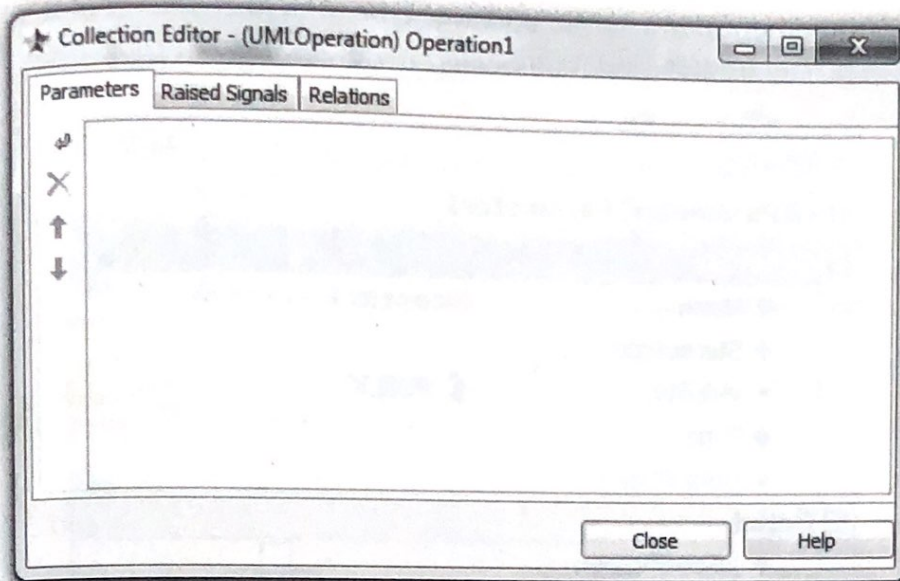 Collection Editor - (UMLOperation) Operation1
Parameters Raised Signals Relations
Close Help